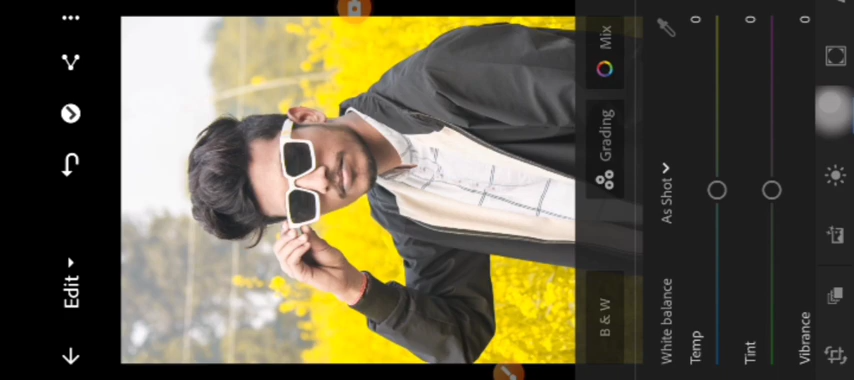 Edit
B & W
Grading
Mix
White balance
As Shot
Temp
0
Tint
0
Vibrance
0